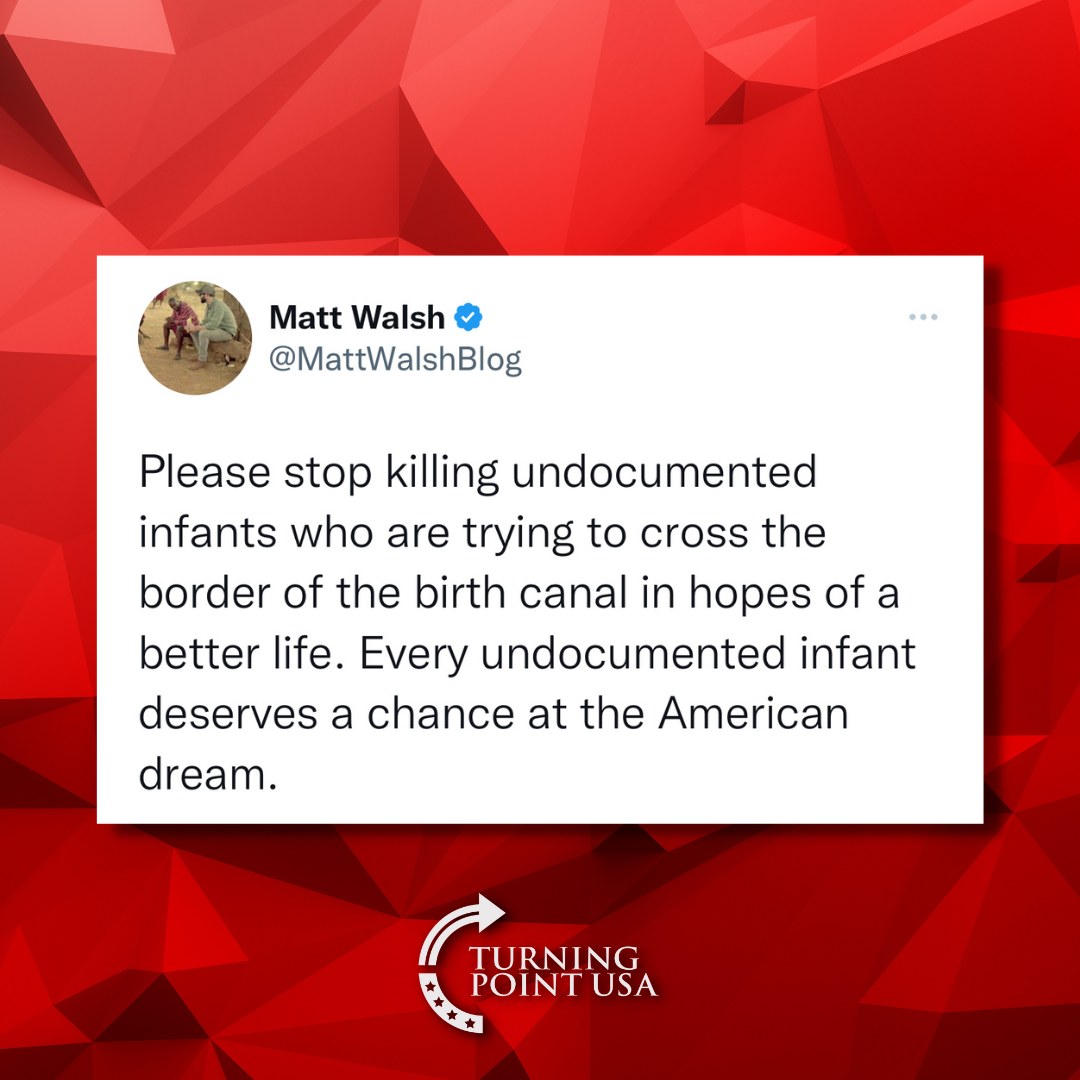 Matt Walsh
@MattWalshBlog
Please stop killing undocumented
infants who are trying to cross the
border of the birth canal in hopes of a
better life. Every undocumented infant
deserves a chance at the American
dream.
TURNING
POINT USA